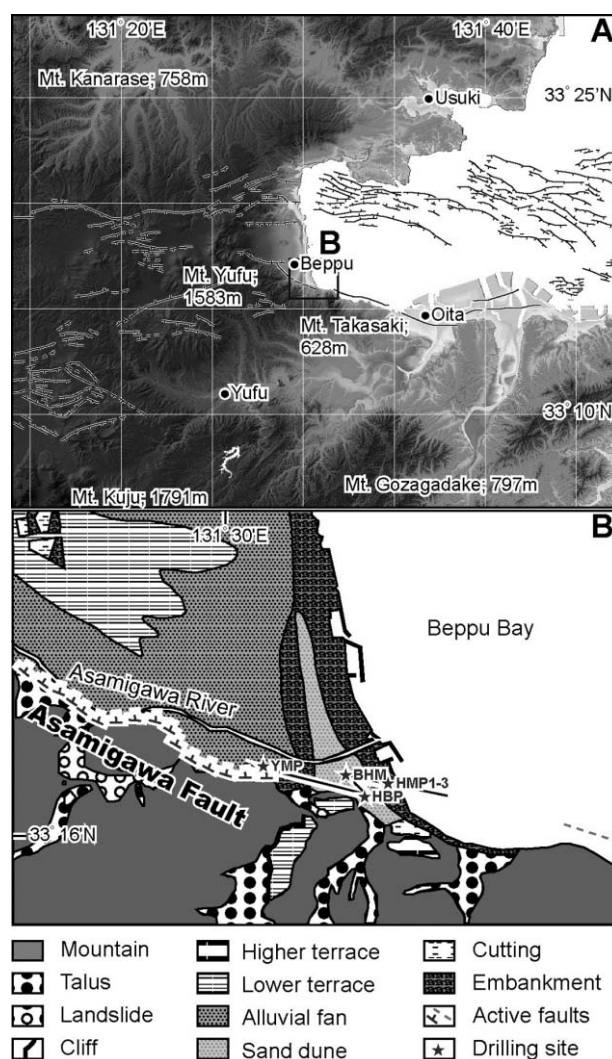 131° 20'E
131° 40'E
A
Mt. Kanarase; 758m
33° 25'N
Usuki
B
Beppu
Mt. Yufu;
1583m
Oita
Mt. Takasaki;
628m
Yufu
33° 10'N
Mt. Kuju; 1791m
Mt. Gozagadake; 797m
131° 30'E
B
Beppu Bay
Asamigawa River
Asamigawa Fault
YMP
BHM
HMP1-3
HBP
33° 16'N
Mountain
Higher terrace
Cutting
Talus
Lower terrace
Embankment
Landslide
Alluvial fan
Active faults
Cliff
Sand dune
Drilling site